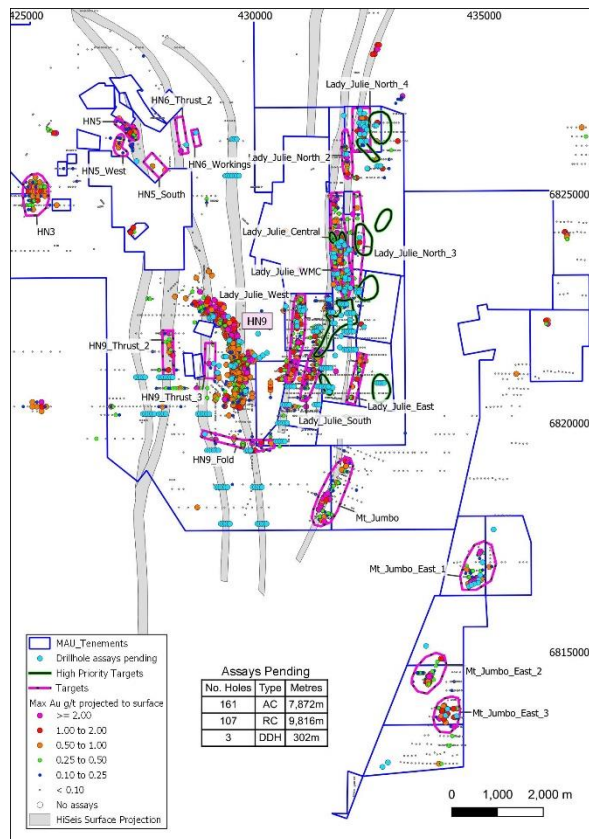 425000
430000
435000
Lady_Julie_North_4
HN6_Thrust_2
HN5
Lady_Julie_North_2
HN6_Workings
HN5_West
HN5_South
6825000
HN3
Lady_Julie_Central
Lady_Julie_North_3
Lady_Julie_WMC
Lady_Julie_West
HN9
HN9_Thrust_2
HN9_Thrust_3
Lady_Julie_East
Lady_Julie_South
6820000
HN9_Fold
Mt_Jumbo
Mt_Jumbo_East_1
6815000
Mt_Jumbo_East_2
Mt_Jumbo_East_3
MAU_Tenements
Drillhole assays pending
High Priority Targets
Targets
Max Au g/t projected to surface
>= 2.00
1.00 to 2.00
0.50 to 1.00
0.25 to 0.50
0.10 to 0.25
< 0.10
No assays
HiSeis Surface Projection
Assays Pending
No. Holes Type Metres
161 AC 7,872m
107 RC 9,816m
3 DDH 302m
0 1,000 2,000 m